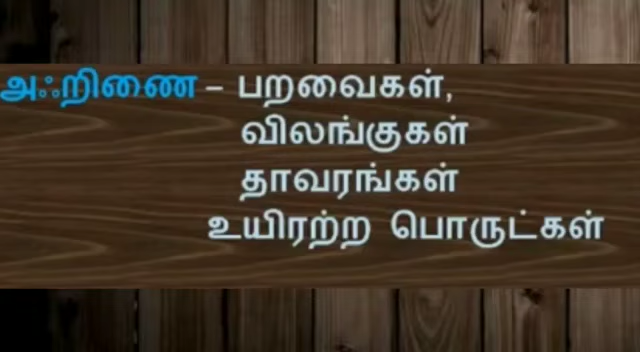 அஃறிணை – பறவைகள்,
விலங்குகள்
தாவரங்கள்
உயிரற்ற பொருட்கள்